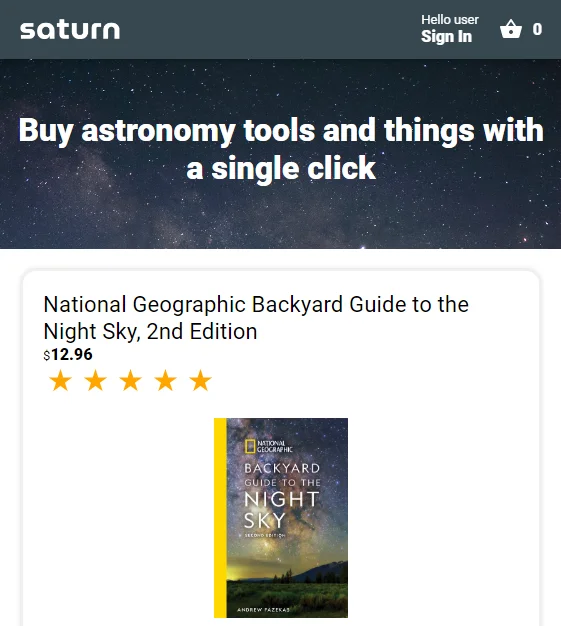 saturn
Hello user
Sign In
0
Buy astronomy tools and things with
a single click
National Geographic Backyard Guide to the
Night Sky, 2nd Edition
$12.96
NATIONAL
GEOGRAPHIC
BACKYARD
GUIDE TO THE
NIGHT
SKY
SECOND EDITION
ANDREW FAZEKAS